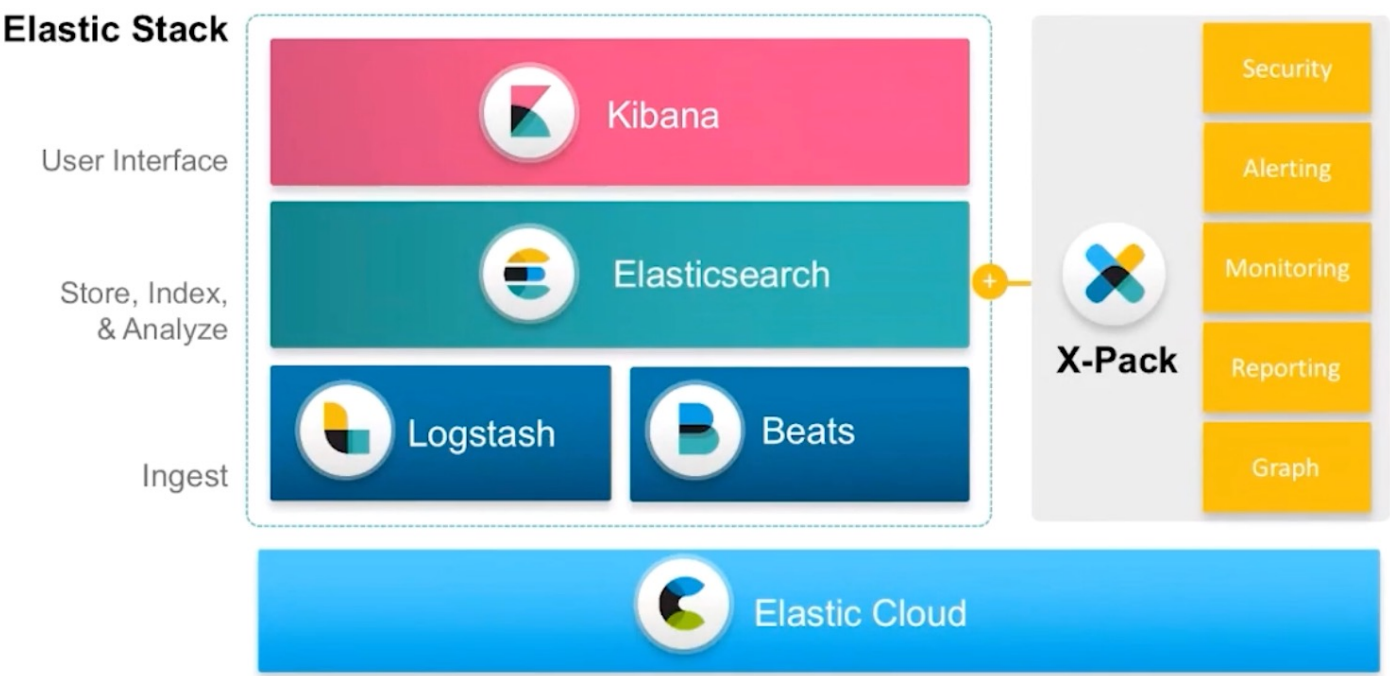 Elastic Stack
User Interface
Store, Index,
& Analyze
Ingest
Kibana
Elasticsearch
Logstash
Beats
+
X-Pack
Security
Alerting
Monitoring
Reporting
Graph
Elastic Cloud